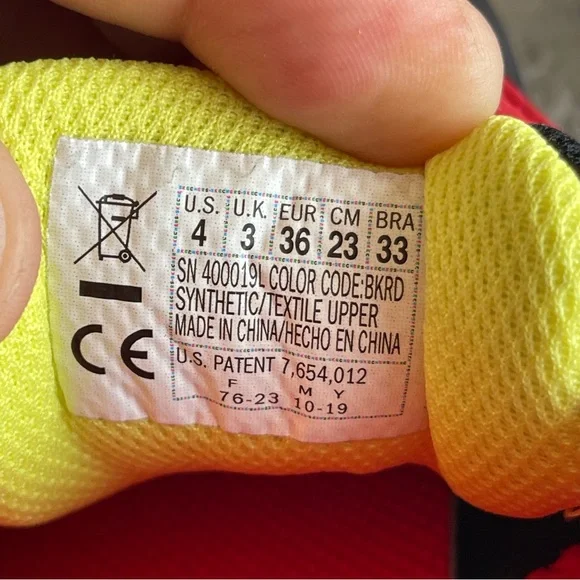 U.S. U.K. EUR CM BRA
4 3 36 23 33
SN 400019L COLOR CODE:BKRD
SYNTHETIC/TEXTILE UPPER
MADE IN CHINA/HECHO EN CHINA
U.S. PATENT 7,654,012
F M Y
76-23 10-19
CE